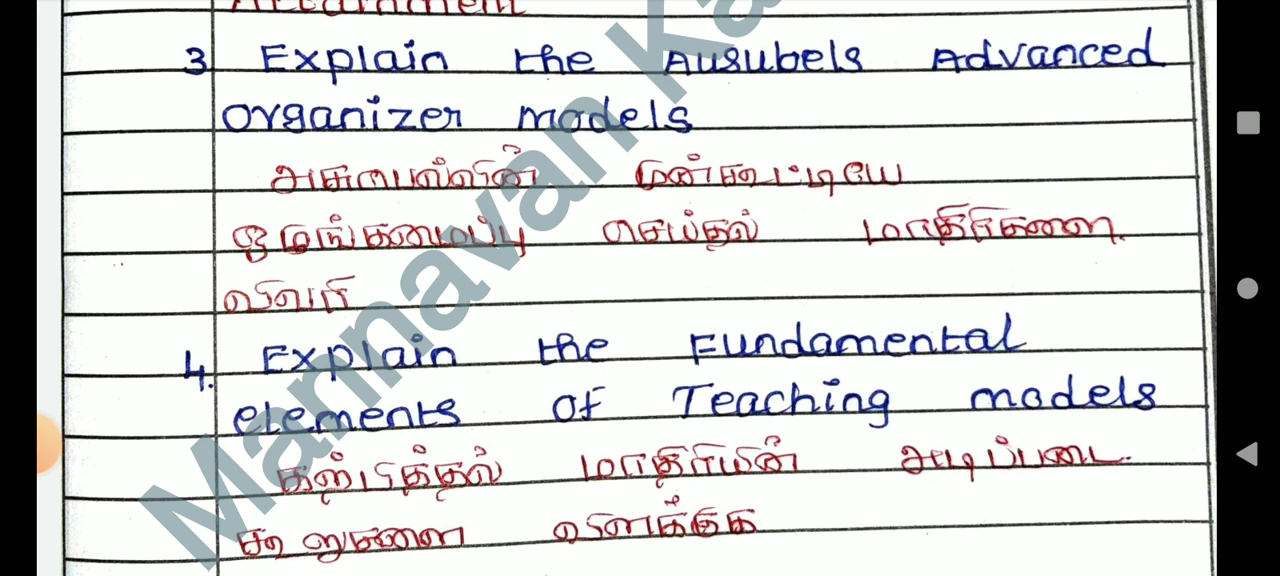 3 Explain the Ausubels Advanced
organizer models
அசுபெல்லின் முன்கூட்டியே
ஒழுங்கமைப்பு செய்தல் மாதிரிகளை
விவரி
4. Explain the Fundamental
elements of Teaching models
கற்பித்தல் மாதிரியின் அடிப்படை
கூறுகளை விளக்குக